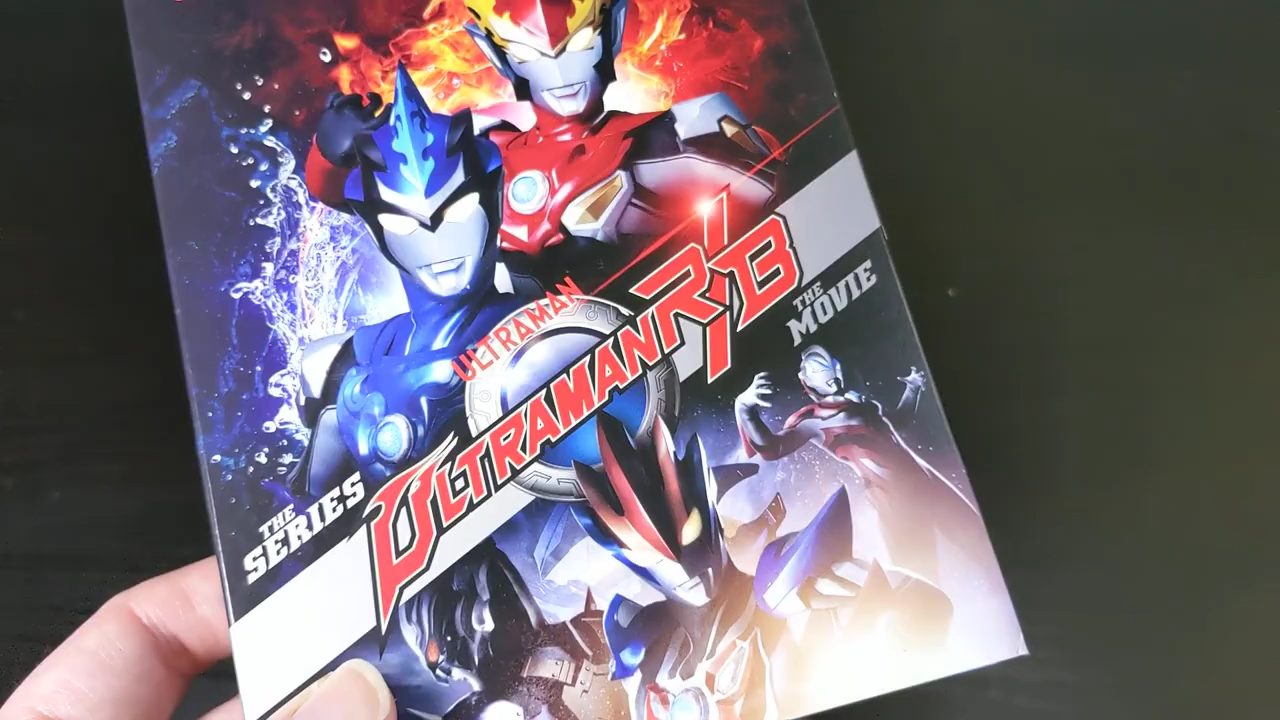 ULTRAMAN
ULTRAMAN R/B
THE
MOVIE
THE
SERIES